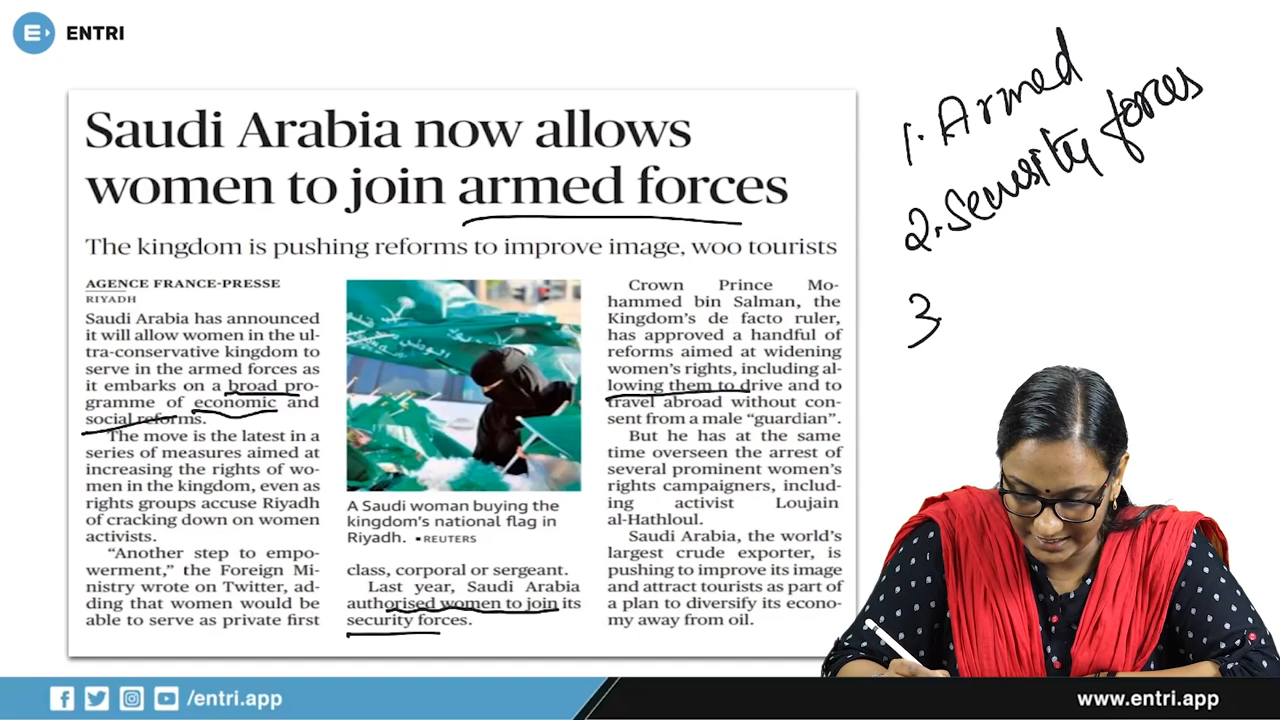 ENTRI
Saudi Arabia now allows
women to join armed forces
The kingdom is pushing reforms to improve image, woo tourists
AGENCE FRANCE-PRESSE
RIYADH
Saudi Arabia has announced
it will allow women in the ul-
tra-conservative kingdom to
serve in the armed forces as
it embarks on a broad pro-
gramme of economic and
social reforms.
The move is the latest in a
series of measures aimed at
increasing the rights of wo-
men in the kingdom, even as
rights groups accuse Riyadh
of cracking down on women
activists.
“Another step to empo-
werment,” the Foreign Mi-
nistry wrote on Twitter, ad-
ding that women would be
able to serve as private first
A Saudi woman buying the
kingdom's national flag in
Riyadh. ▪REUTERS
class, corporal or sergeant.
Last year, Saudi Arabia
authorised women to join its
security forces.
Crown Prince Mo-
hammed bin Salman, the
Kingdom's de facto ruler,
has approved a handful of
reforms aimed at widening
women's rights, including al-
lowing them to drive and to
travel abroad without con-
sent from a male “guardian”.
But he has at the same
time overseen the arrest of
several prominent women's
rights campaigners, includ-
ing activist Loujain
al-Hathloul.
Saudi Arabia, the world's
largest crude exporter, is
pushing to improve its image
and attract tourists as part of
a plan to diversify its econo-
my away from oil.
1. Armed
2. forces
3
/entri.app
www.entri.app